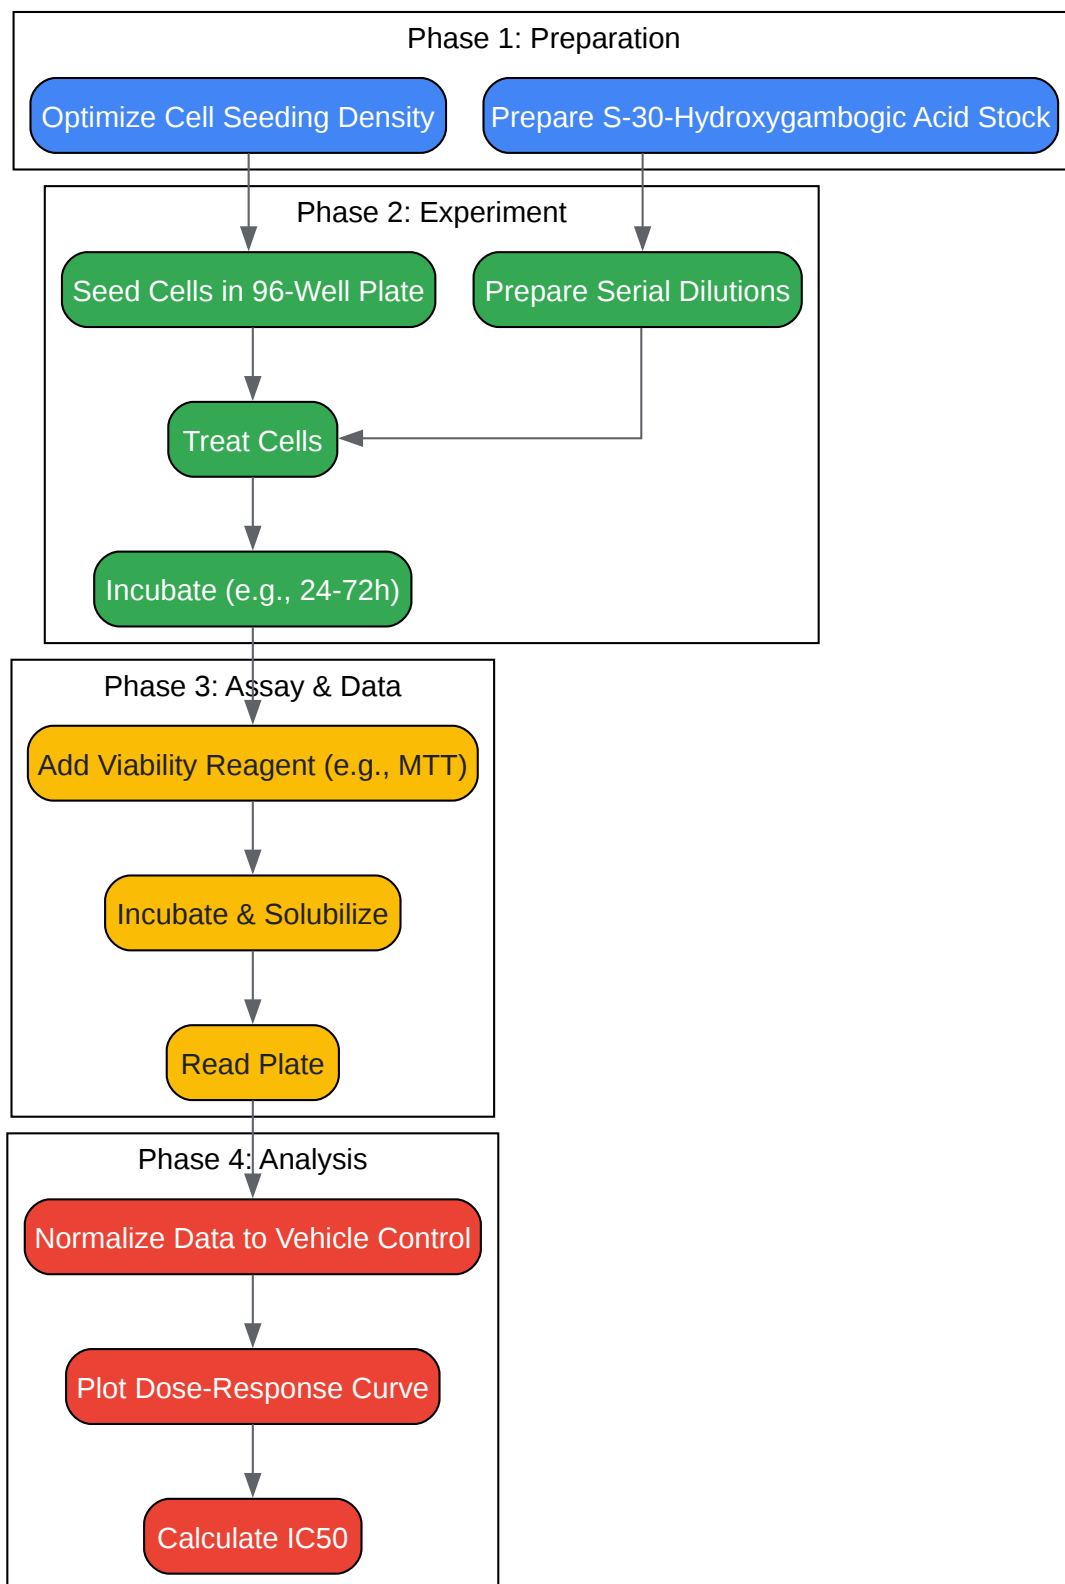 Phase 1: Preparation
Optimize Cell Seeding Density
Prepare S-30-Hydroxygambogic Acid Stock
Phase 2: Experiment
Seed Cells in 96-Well Plate
Prepare Serial Dilutions
Treat Cells
Incubate (e.g., 24-72h)
Phase 3: Assay & Data
Add Viability Reagent (e.g., MTT)
Incubate & Solubilize
Read Plate
Phase 4: Analysis
Normalize Data to Vehicle Control
Plot Dose-Response Curve
Calculate IC50